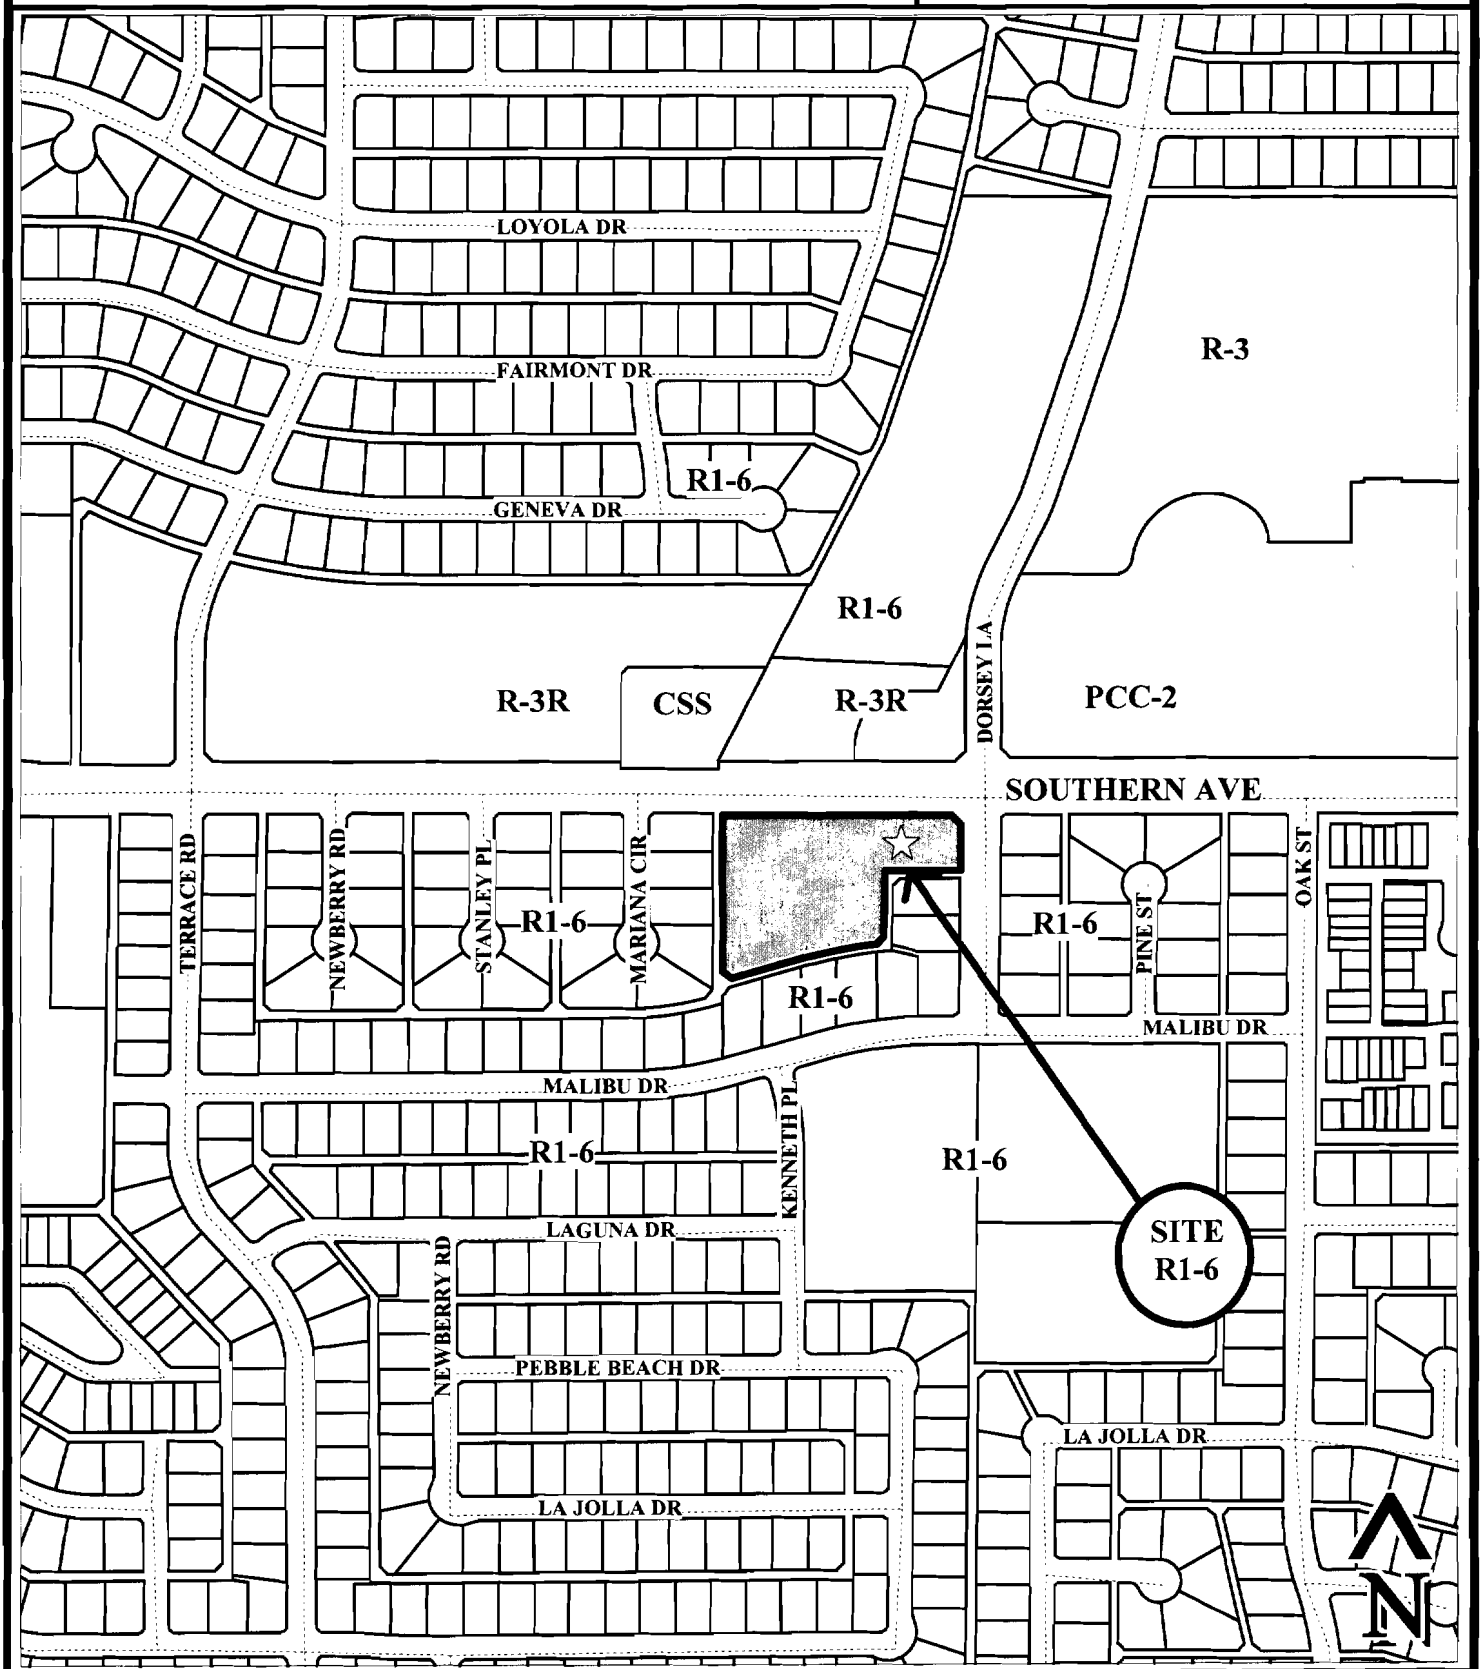 LOYOLA DR
R-3
FAIRMONT DR
R1-6
GENEVA DR
R1-6
DORSEY LA
R-3R
CSS
R-3R
PCC-2
SOUTHERN AVE
TERRACE RD
NEWBERRY RD
STANLEY PL
R1-6
MARIANA CIR
R1-6
PINE ST
OAK ST
R1-6
MALIBU DR
MALIBU DR
KENNETH PL
R1-6
R1-6
SITE
R1-6
LAGUNA DR
NEWBERRY RD
PEBBLE BEACH DR
LA JOLLA DR
LA JOLLA DR
N